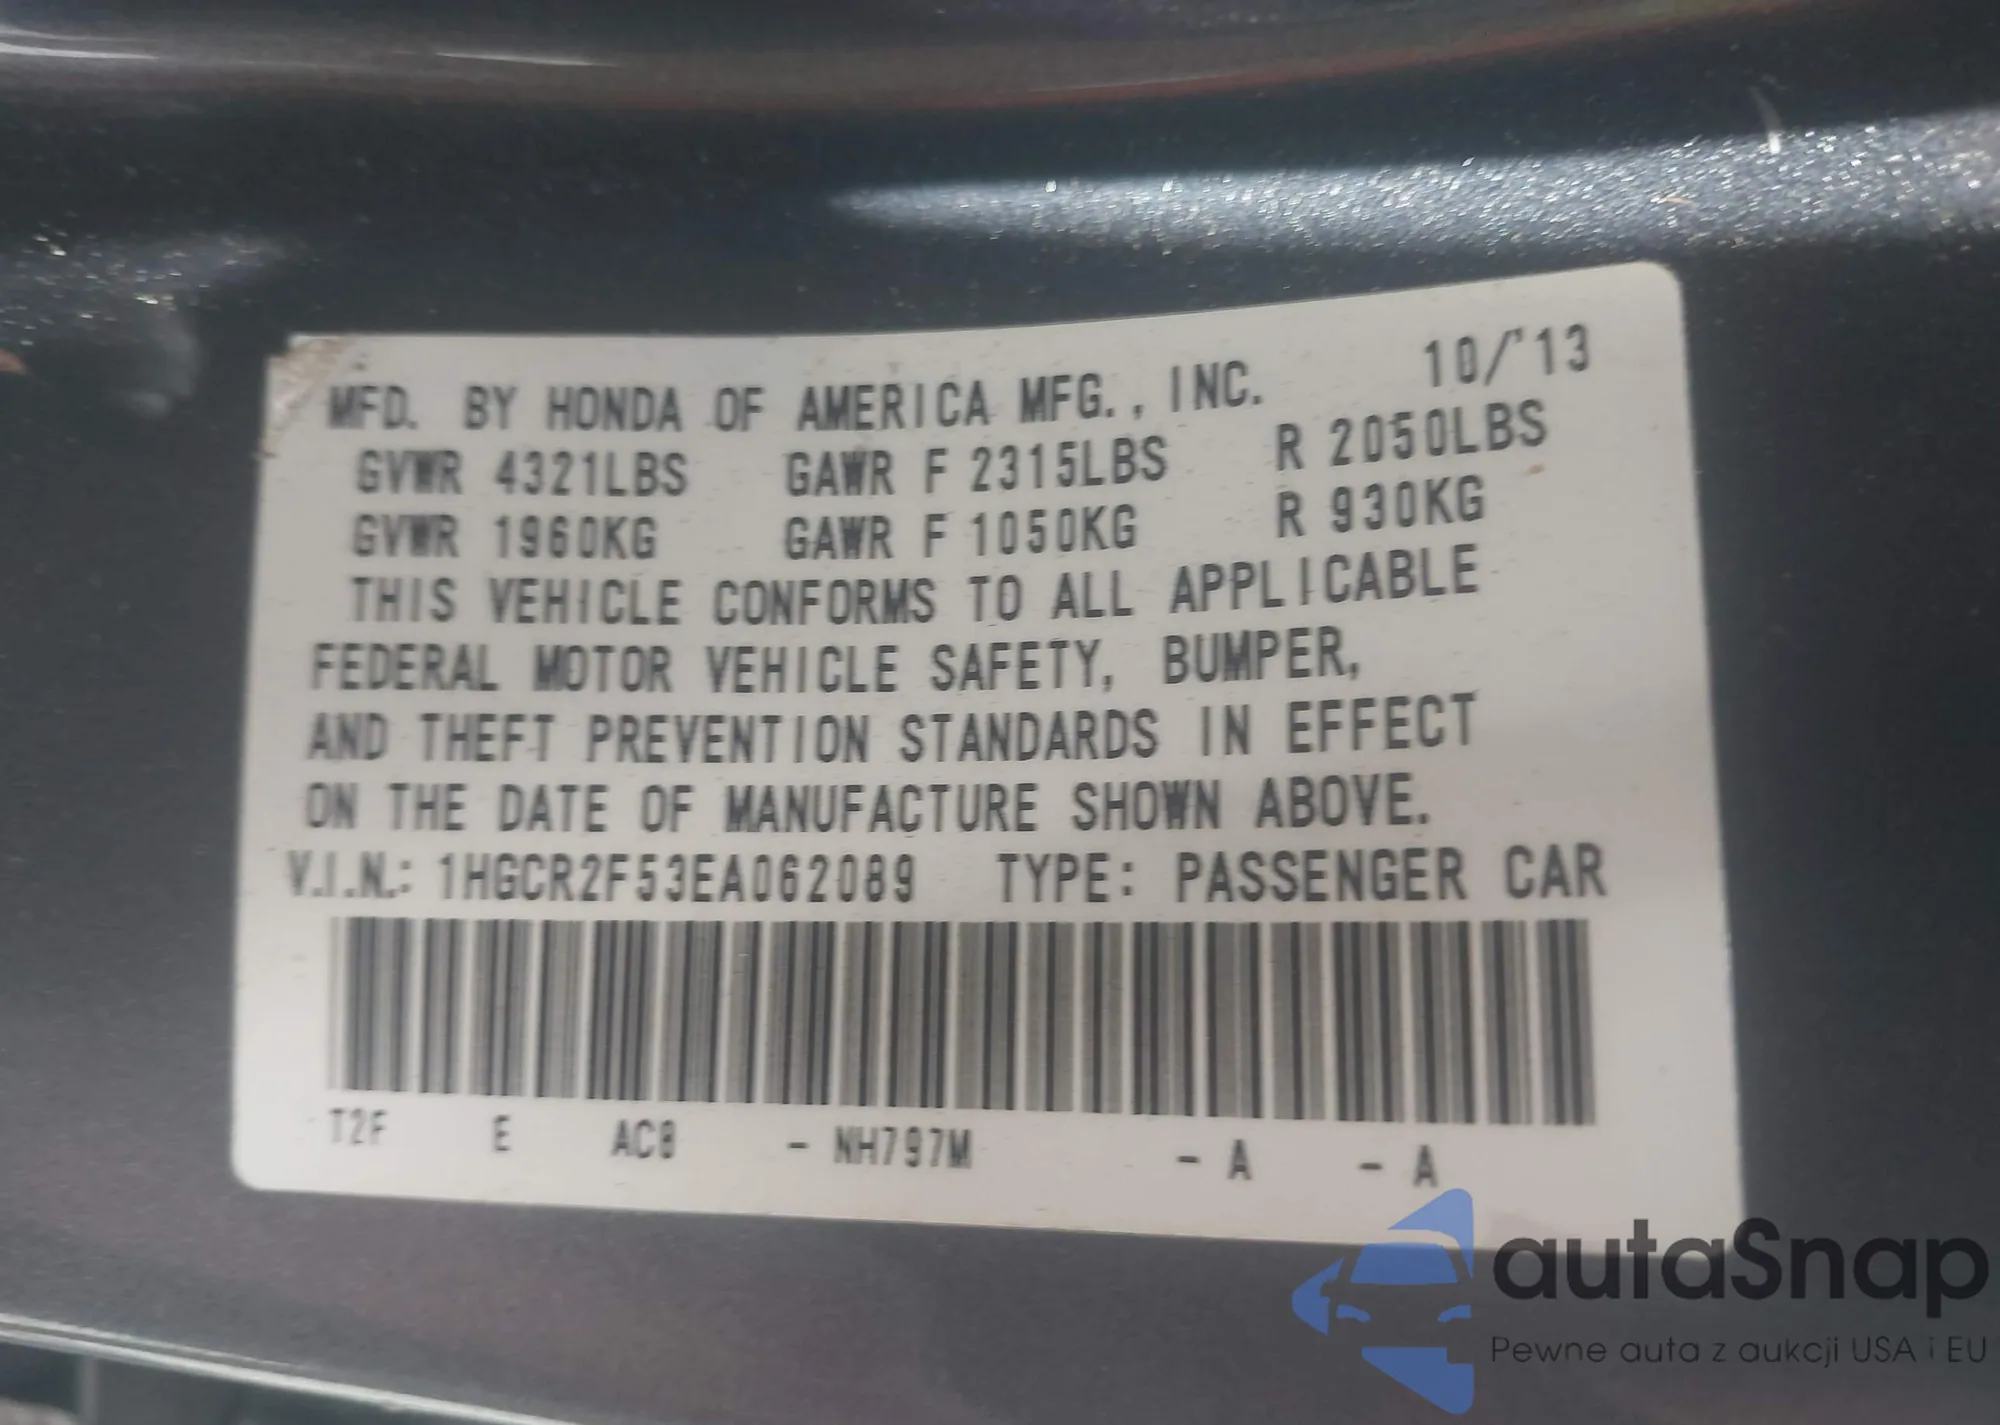 MFD. BY HONDA OF AMERICA MFG., INC. 10/'13
GVWR 4321LBS GAWR F 2315LBS R 2050LBS
GVWR 1960KG GAWR F 1050KG R 930KG
THIS VEHICLE CONFORMS TO ALL APPLICABLE
FEDERAL MOTOR VEHICLE SAFETY, BUMPER,
AND THEFT PREVENTION STANDARDS IN EFFECT
ON THE DATE OF MANUFACTURE SHOWN ABOVE.
V.I.N.: 1HGCR2F53EA062089 TYPE: PASSENGER CAR
T2F E AC8 - NH797M - A - A
autaSnap
Pewne auta z aukcji USA i EU